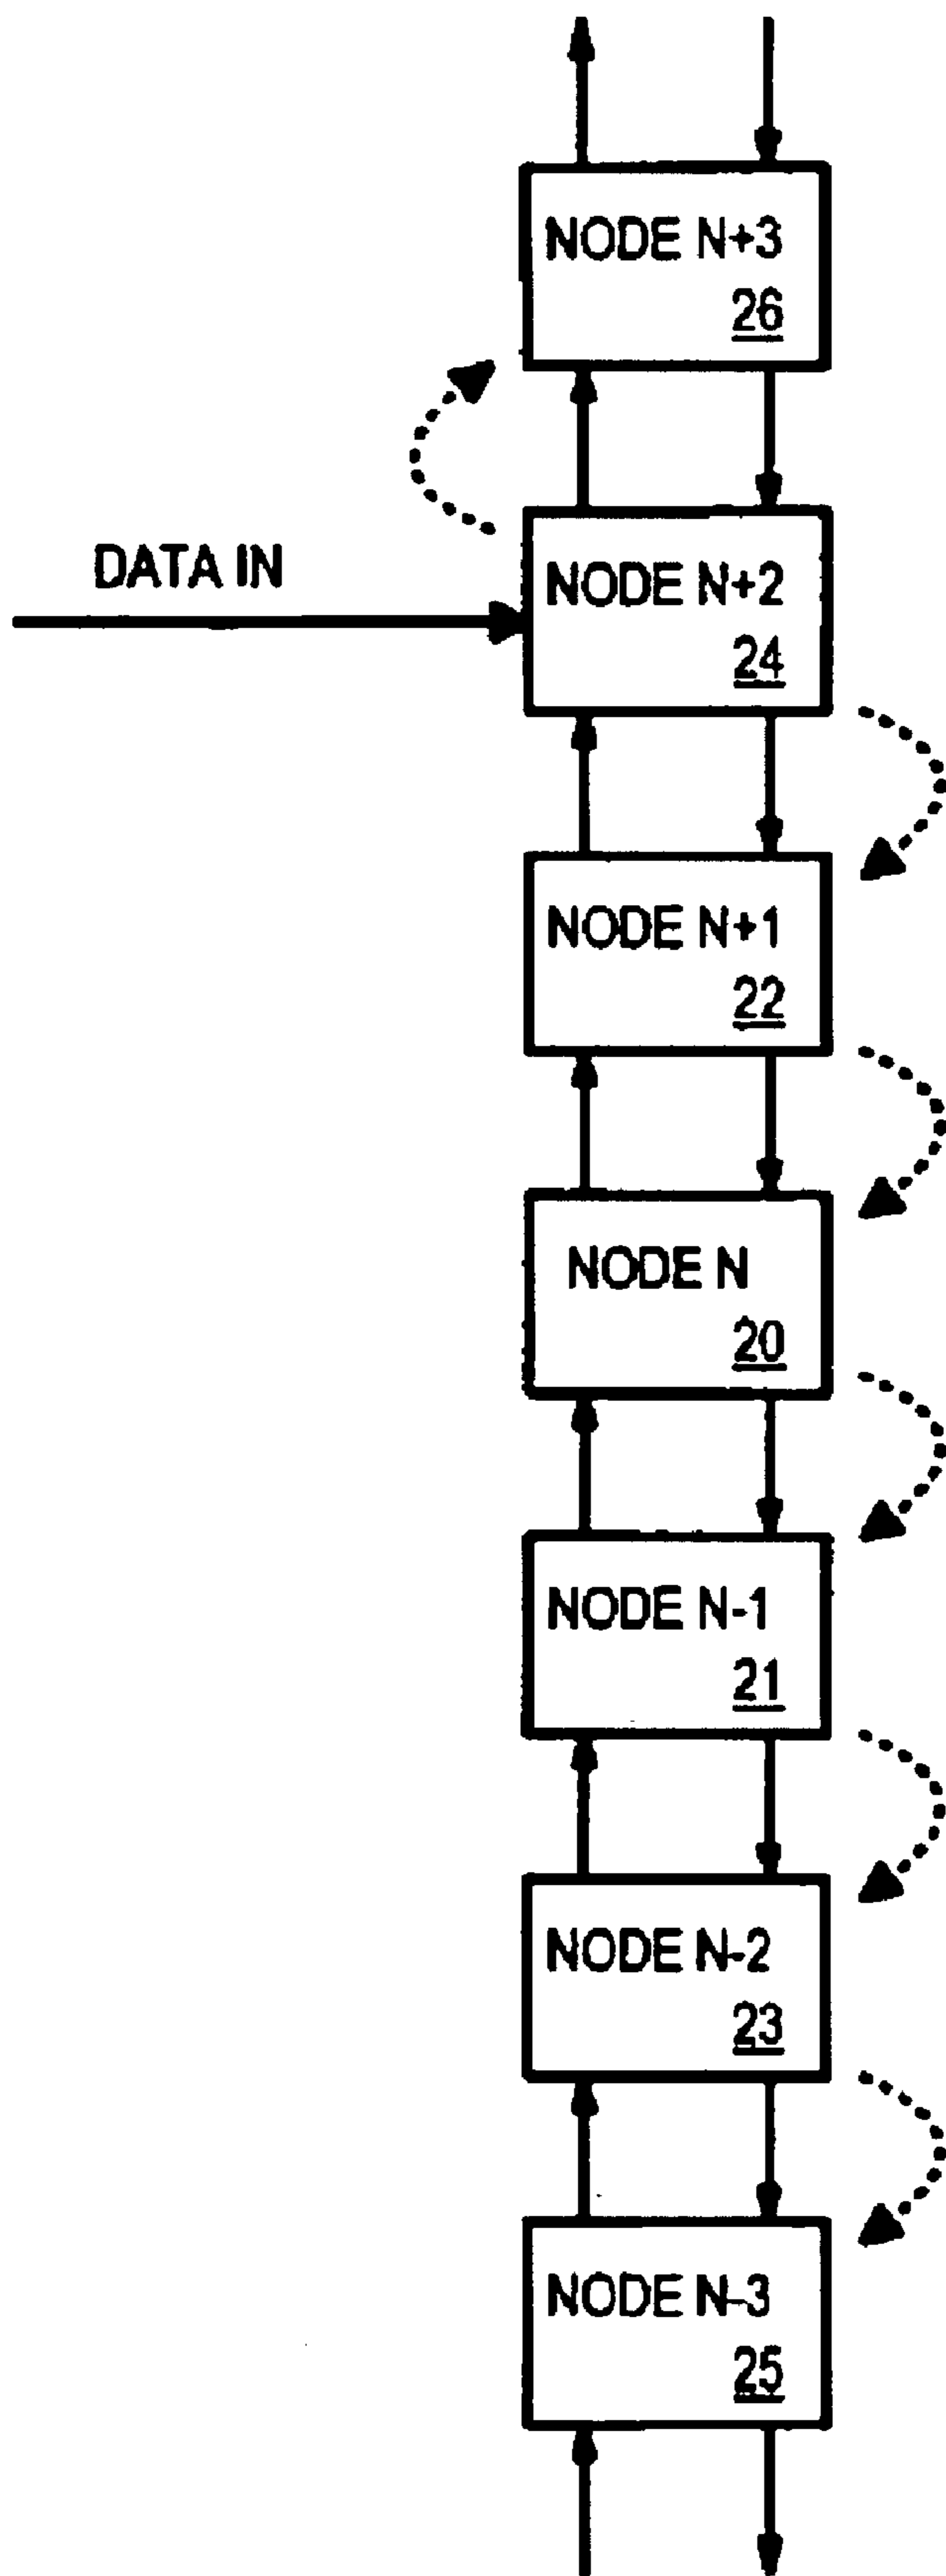 NODE N+3
26
DATA IN
NODE N+2
24
NODE N+1
22
NODE N
20
NODE N-1
21
NODE N-2
23
NODE N-3
25